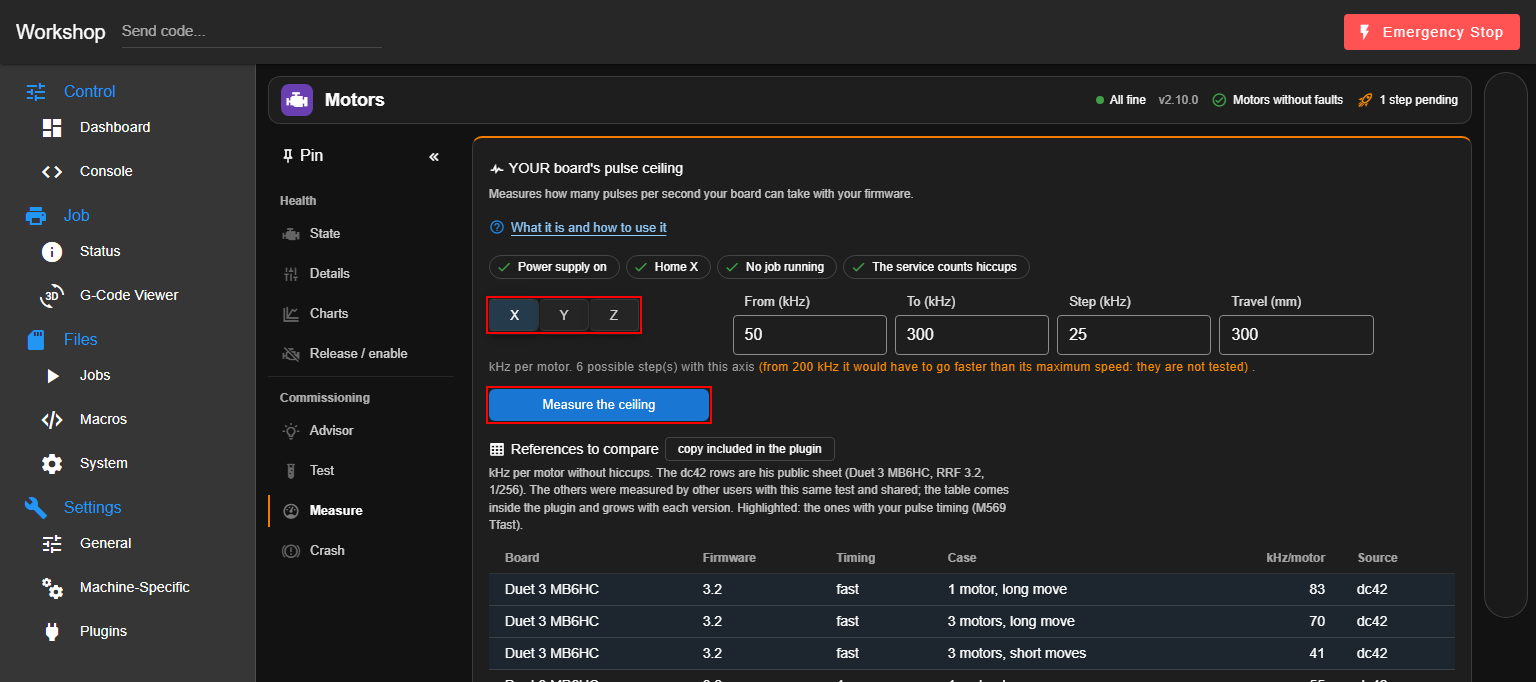 Workshop
Send code...
Emergency Stop
Control
Dashboard
Console
Job
Status
3D
G-Code Viewer
Files
Jobs
Macros
System
Settings
General
Machine-Specific
Plugins
Motors
All fine
v2.10.0
Motors without faults
1 step pending
Pin
Health
State
Details
Charts
Release / enable
Commissioning
Advisor
Test
Measure
Crash
YOUR board's pulse ceiling
Measures how many pulses per second your board can take with your firmware.
What it is and how to use it
Power supply on
Home X
No job running
The service counts hiccups
X Y Z
From (kHz) To (kHz) Step (kHz) Travel (mm)
50 300 25 300
kHz per motor. 6 possible step(s) with this axis (from 200 kHz it would have to go faster than its maximum speed: they are not tested) .
Measure the ceiling
References to compare
copy included in the plugin
kHz per motor without hiccups. The dc42 rows are his public sheet (Duet 3 MB6HC, RRF 3.2,
1/256). The others were measured by other users with this same test and shared; the table comes
inside the plugin and grows with each version. Highlighted: the ones with your pulse timing (M569
Tfast).
Board Firmware Timing Case kHz/motor Source
Duet 3 MB6HC 3.2 fast 1 motor, long move 83 dc42
Duet 3 MB6HC 3.2 fast 3 motors, long move 70 dc42
Duet 3 MB6HC 3.2 fast 3 motors, short moves 41 dc42